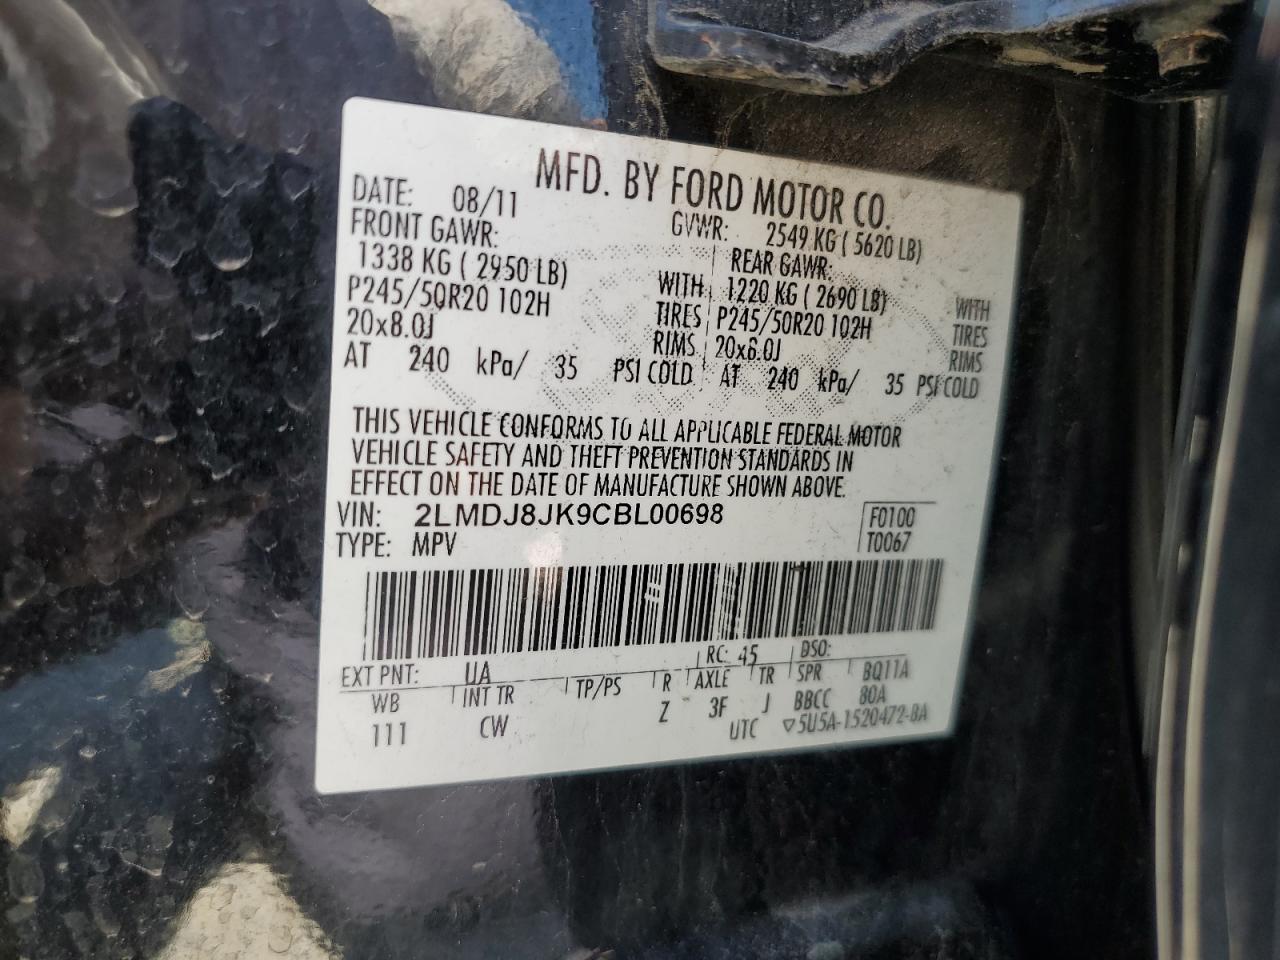 MFD. BY FORD MOTOR CO.
DATE: 08/11 GVWR: 2549 KG ( 5620 LB)
FRONT GAWR: REAR GAWR:
1338 KG ( 2950 LB) WITH 1220 KG ( 2690 LB) WITH
P245/50R20 102H TIRES P245/50R20 102H TIRES
20x8.0J RIMS 20x8.0J RIMS
AT 240 kPa/ 35 PSI COLD AT 240 kPa/ 35 PSI COLD
THIS VEHICLE CONFORMS TO ALL APPLICABLE FEDERAL MOTOR
VEHICLE SAFETY AND THEFT PREVENTION STANDARDS IN
EFFECT ON THE DATE OF MANUFACTURE SHOWN ABOVE.
VIN: 2LMDJ8JK9CBL00698 F0100
TYPE: MPV T0067
EXT PNT: UA RC: 45 DSO:
WB INT TR TP/PS R AXLE TR SPR BQ11A
111 CW Z 3F J BBCC 80A
UTC ▽5U5A-1520472-BA